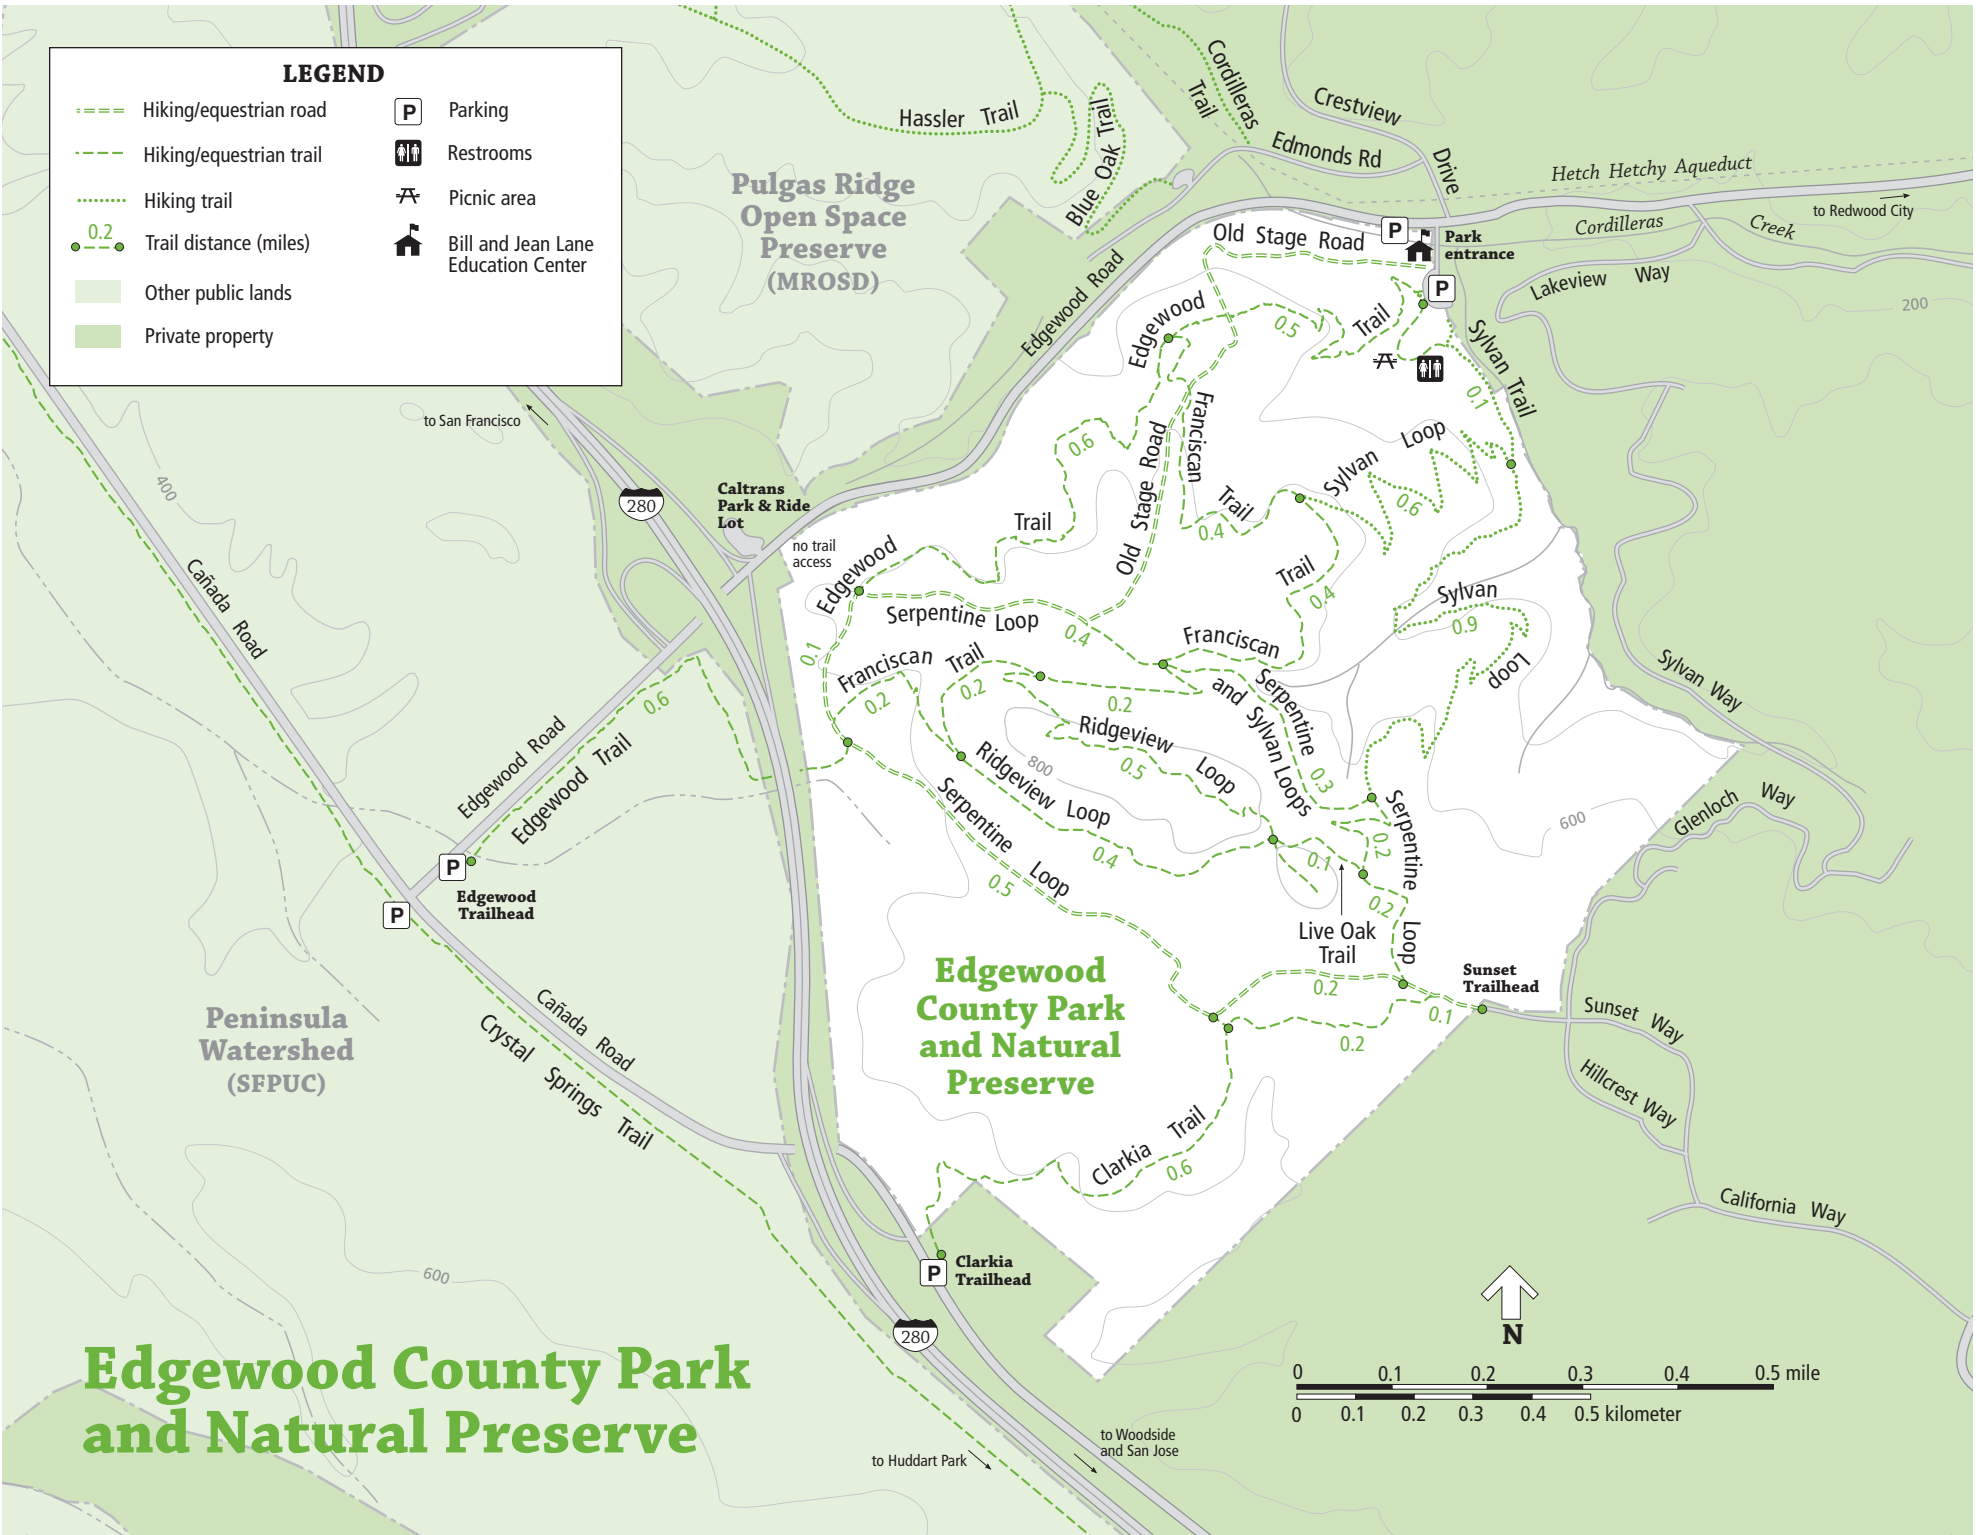 LEGEND
Hiking/equestrian road
Hiking/equestrian trail
Hiking trail
0.2
Trail distance (miles)
Other public lands
Private property
P
Parking
Restrooms
Picnic area
Bill and Jean Lane
Education Center
Hassler Trail
Blue Oak Trail
Cordilleras
Trail
Crestview
Drive
Edmonds Rd
Hetch Hetchy Aqueduct
to Redwood City
Cordilleras
Creek
Pulgas Ridge
Open Space
Preserve
(MROSD)
Old Stage Road
P
Park
entrance
P
Lakeview Way
200
Edgewood Road
Edgewood
0.5
Trail
Sylvan Trail
0.1
to San Francisco
400
280
Caltrans
Park & Ride
Lot
no trail
access
Franciscan
Old Stage Road
0.6
Trail
Trail
0.4
Sylvan Loop
0.6
Edgewood
Serpentine Loop
0.4
Trail
0.4
Sylvan
0.9
Loop
0.1
Franciscan Trail
0.2
0.2
Franciscan
Serpentine
and Sylvan Loops
0.2
0.3
Sylvan Way
Cañada Road
0.6
Edgewood Road
Edgewood Trail
Ridgeview
0.5
Loop
800
Ridgeview Loop
0.4
Serpentine
Loop
0.5
Serpentine
Loop
0.2
0.1
0.2
600
Glenloch Way
Live Oak
Trail
P
Edgewood
Trailhead
P
Edgewood
County Park
and Natural
Preserve
0.2
Sunset
Trailhead
0.1
0.2
Sunset Way
Hillcrest Way
Peninsula
Watershed
(SFPUC)
Cañada Road
Crystal Springs Trail
Clarkia Trail
0.6
California Way
P
Clarkia
Trailhead
600
280
N
0 0.1 0.2 0.3 0.4 0.5 mile
0 0.1 0.2 0.3 0.4 0.5 kilometer
Edgewood County Park
and Natural Preserve
to Huddart Park
to Woodside
and San Jose